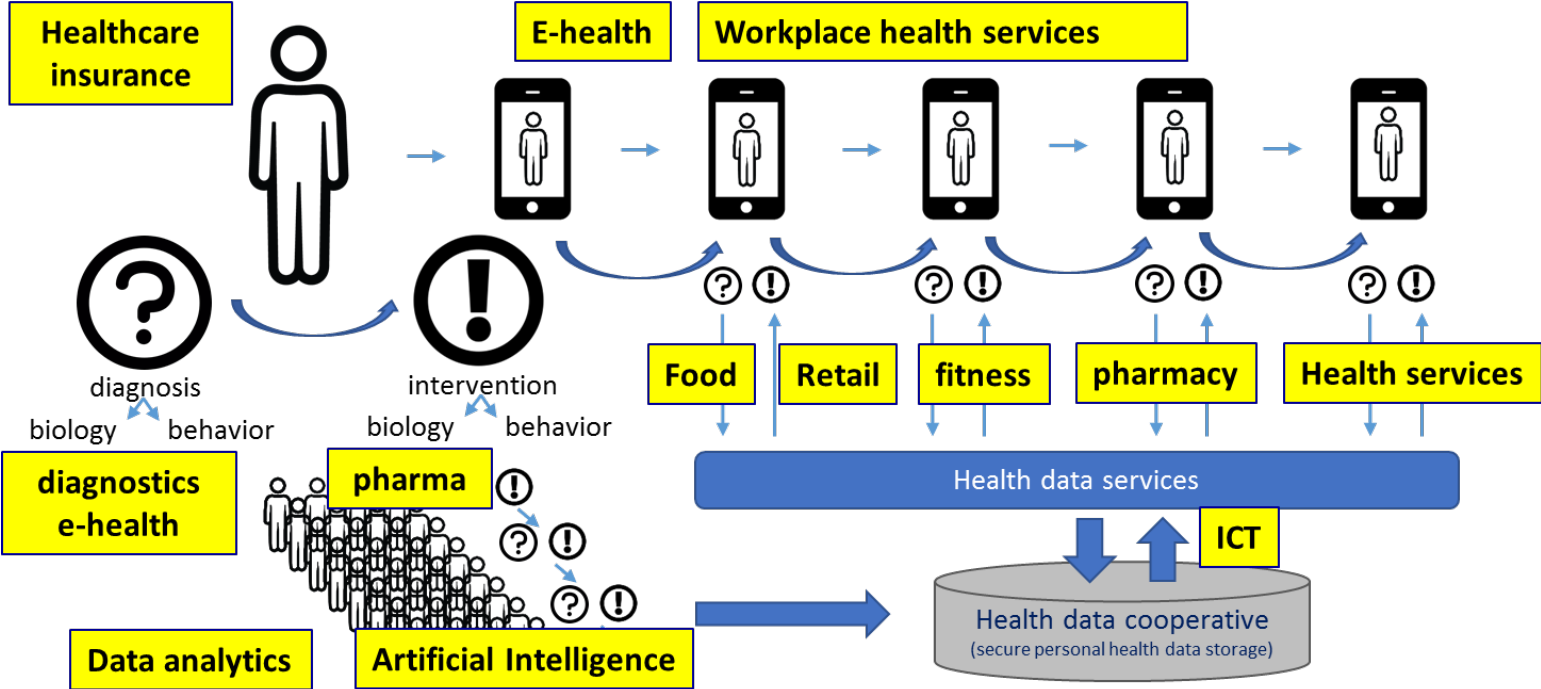 Healthcare
insurance
E-health
Workplace health services
?
!
diagnosis
biology
behavior
intervention
biology
behavior
? !
? !
? !
? !
Food
Retail
fitness
pharmacy
Health services
diagnostics
e-health
pharma
!
? !
? !
Health data services
ICT
Health data cooperative
(secure personal health data storage)
Data analytics
Artificial Intelligence